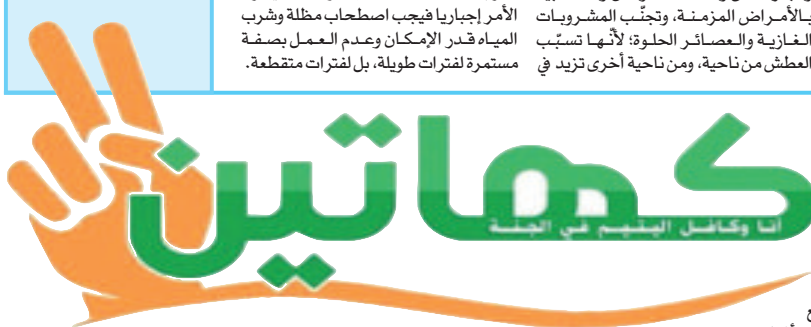 بالأمراض المزمنة، وتجنّب المشروبات
الغازية والعصائر الحلوة؛ لأنّها تسبّب
العطش من ناحية، ومن ناحية أخرى تزيد في
الأمر إجباريا فيجب اصطحاب مظلة وشرب
المياه قدر الإمكان وعدم العمل بصفة
مستمرة لفترات طويلة، بل لفترات متقطعة.
كهاتين
أنا وكافل اليتيم في الجنة